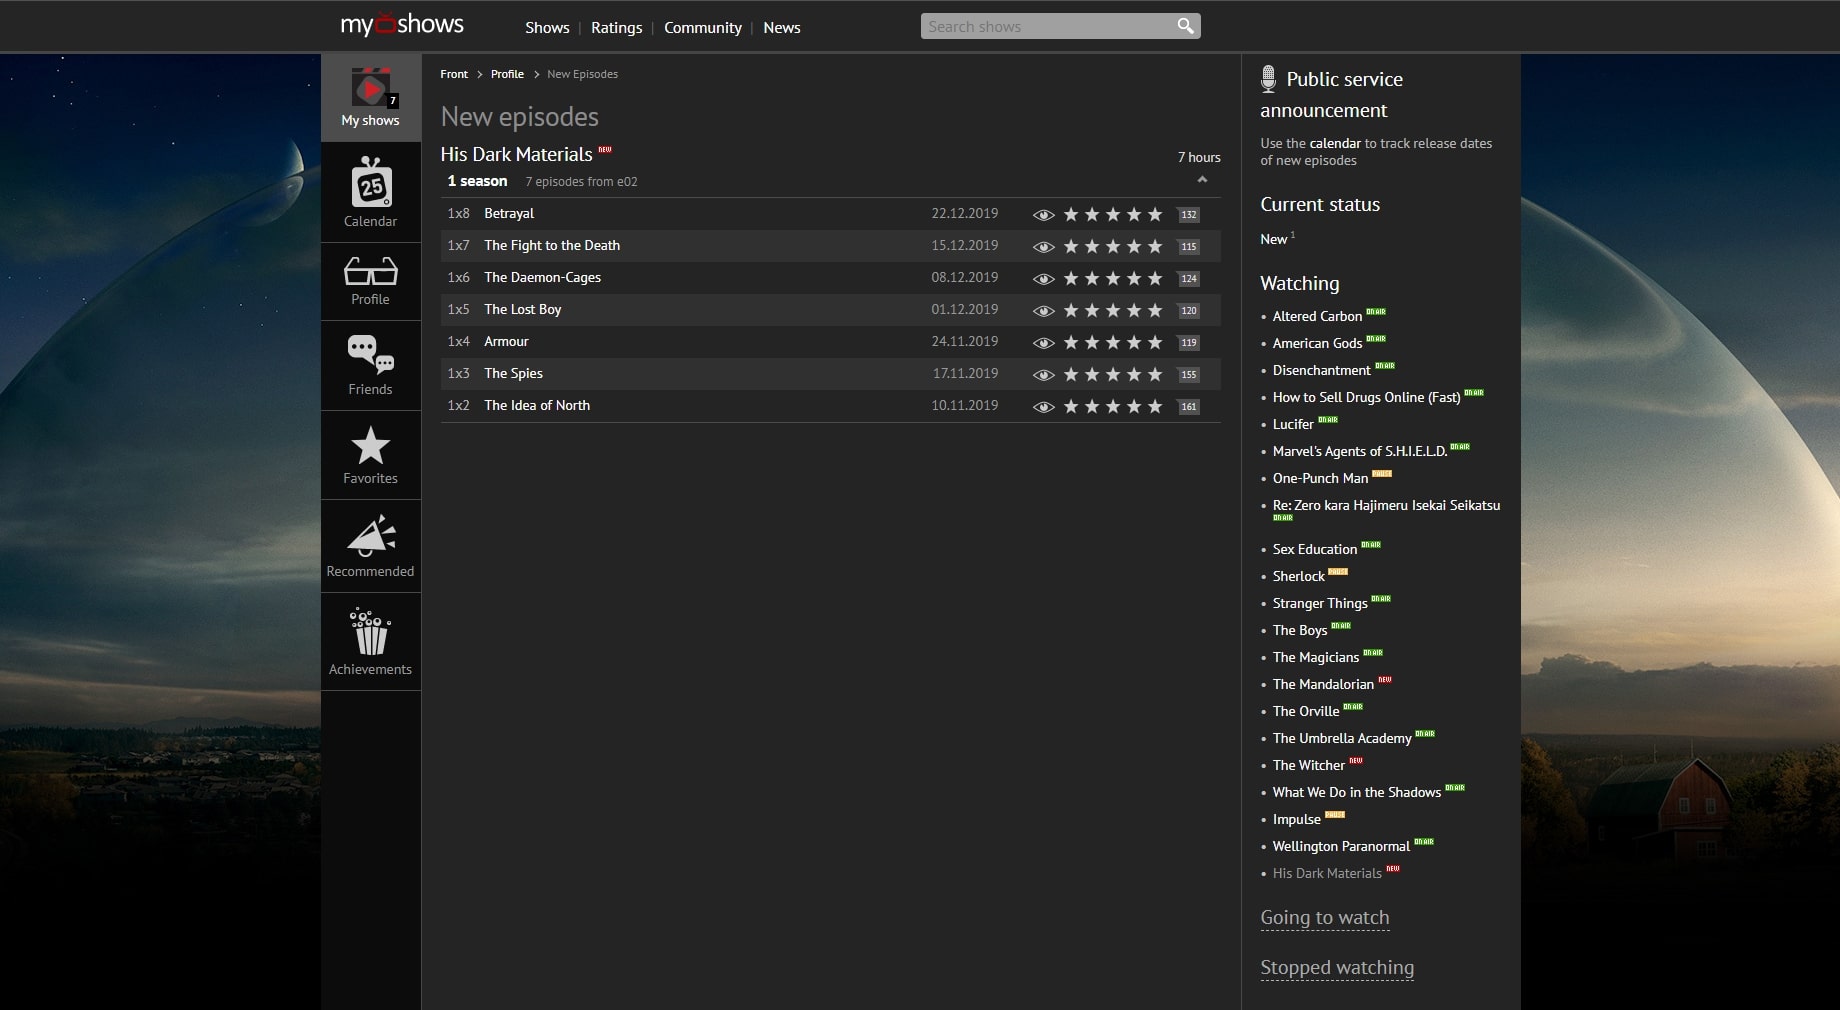 my shows
Shows | Ratings | Community | News
Search shows
7
My shows
25
Calendar
Profile
Friends
Favorites
Recommended
Achievements
Front > Profile > New Episodes
New episodes
His Dark Materials NEW
7 hours
1 season 7 episodes from e02
1x8 Betrayal 22.12.2019 132
1x7 The Fight to the Death 15.12.2019 115
1x6 The Daemon-Cages 08.12.2019 124
1x5 The Lost Boy 01.12.2019 120
1x4 Armour 24.11.2019 119
1x3 The Spies 17.11.2019 155
1x2 The Idea of North 10.11.2019 161
Public service
announcement
Use the calendar to track release dates
of new episodes
Current status
New 1
Watching
• Altered Carbon ON AIR
• American Gods ON AIR
• Disenchantment ON AIR
• How to Sell Drugs Online (Fast) ON AIR
• Lucifer ON AIR
• Marvel's Agents of S.H.I.E.L.D. ON AIR
• One-Punch Man PAUSE
• Re: Zero kara Hajimeru Isekai Seikatsu
ON AIR
• Sex Education ON AIR
• Sherlock PAUSE
• Stranger Things ON AIR
• The Boys ON AIR
• The Magicians ON AIR
• The Mandalorian NEW
• The Orville ON AIR
• The Umbrella Academy ON AIR
• The Witcher NEW
• What We Do in the Shadows ON AIR
• Impulse PAUSE
• Wellington Paranormal ON AIR
• His Dark Materials NEW
Going to watch
Stopped watching